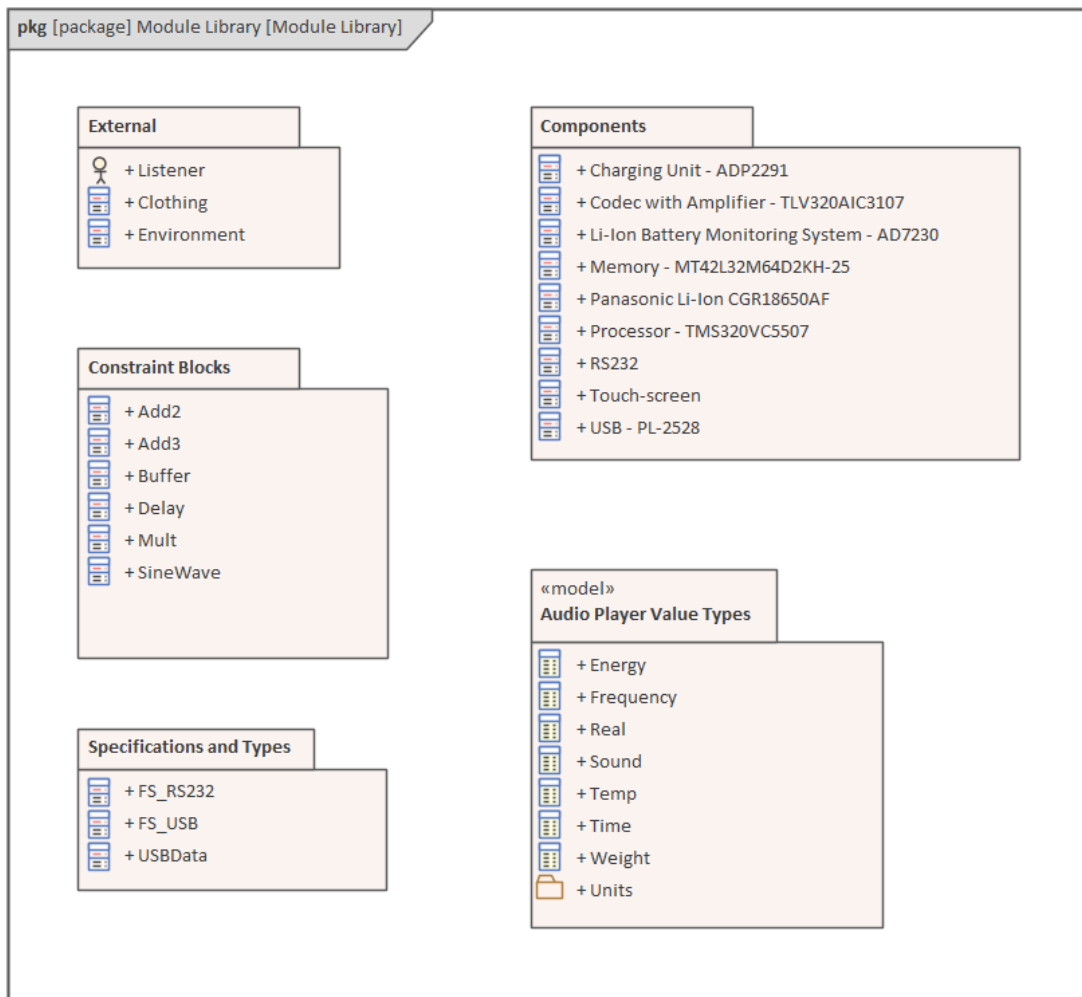 pkg [package] Module Library [Module Library]
External
+ Listener
+ Clothing
+ Environment
Constraint Blocks
+ Add2
+ Add3
+ Buffer
+ Delay
+ Mult
+ SineWave
Specifications and Types
+ FS_RS232
+ FS_USB
+ USBData
Components
+ Charging Unit - ADP2291
+ Codec with Amplifier - TLV320AIC3107
+ Li-Ion Battery Monitoring System - AD7230
+ Memory - MT42L32M64D2KH-25
+ Panasonic Li-Ion CGR18650AF
+ Processor - TMS320VC5507
+ RS232
+ Touch-screen
+ USB - PL-2528
«model»
Audio Player Value Types
+ Energy
+ Frequency
+ Real
+ Sound
+ Temp
+ Time
+ Weight
+ Units